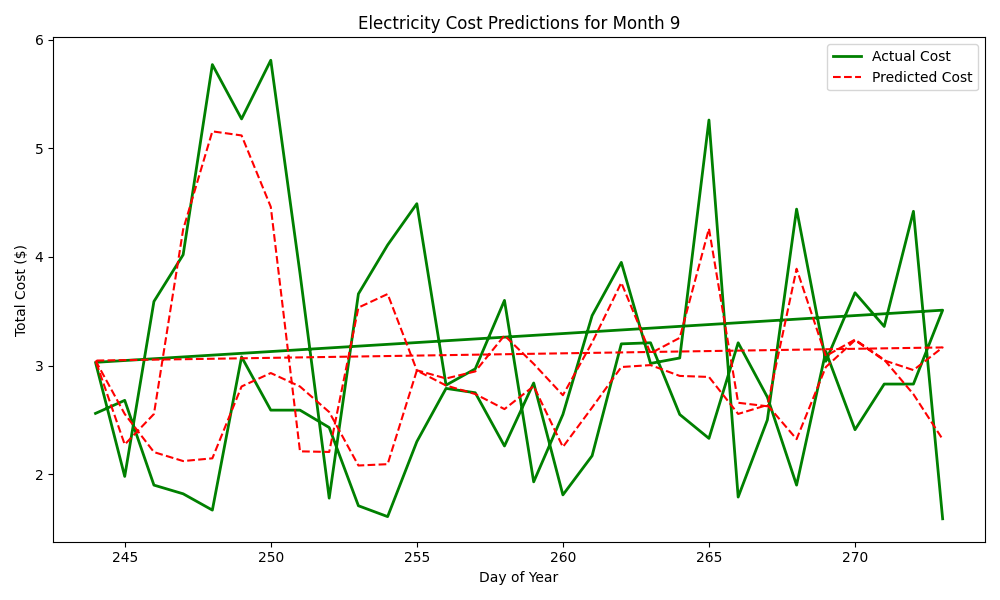 Electricity Cost Predictions for Month 9
Actual Cost
Predicted Cost
Total Cost ($)
6
5
4
3
2
245
250
255
260
265
270
Day of Year